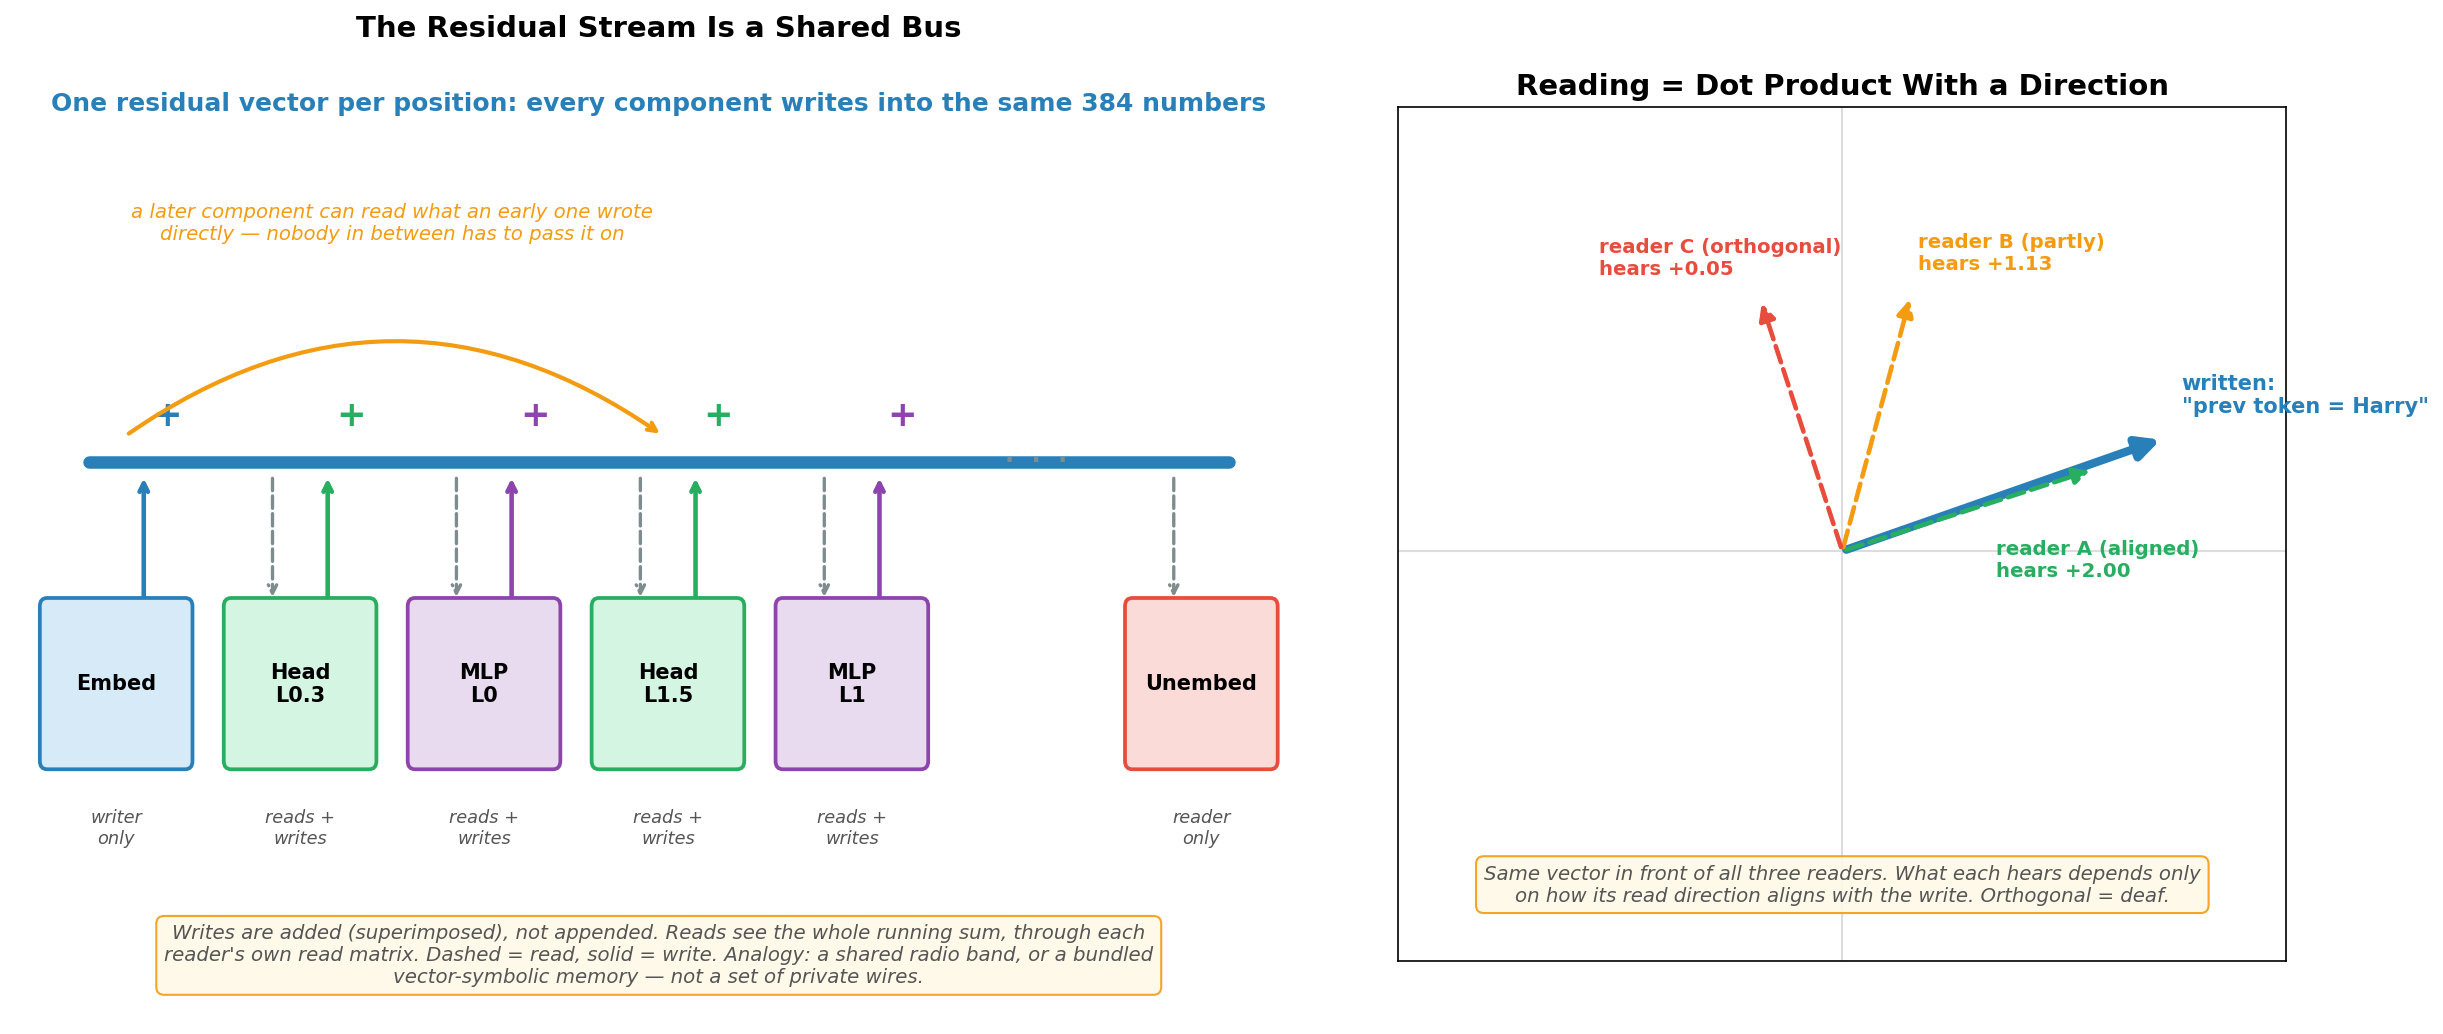 The Residual Stream Is a Shared Bus
One residual vector per position: every component writes into the same 384 numbers
a later component can read what an early one wrote
directly — nobody in between has to pass it on
+
+
+
+
+
. . .
Embed
Head
L0.3
MLP
L0
Head
L1.5
MLP
L1
Unembed
writer
only
reads +
writes
reads +
writes
reads +
writes
reads +
writes
reader
only
Writes are added (superimposed), not appended. Reads see the whole running sum, through each
reader's own read matrix. Dashed = read, solid = write. Analogy: a shared radio band, or a bundled
vector-symbolic memory — not a set of private wires.
Reading = Dot Product With a Direction
reader C (orthogonal)
hears +0.05
reader B (partly)
hears +1.13
written:
"prev token = Harry"
reader A (aligned)
hears +2.00
Same vector in front of all three readers. What each hears depends only
on how its read direction aligns with the write. Orthogonal = deaf.